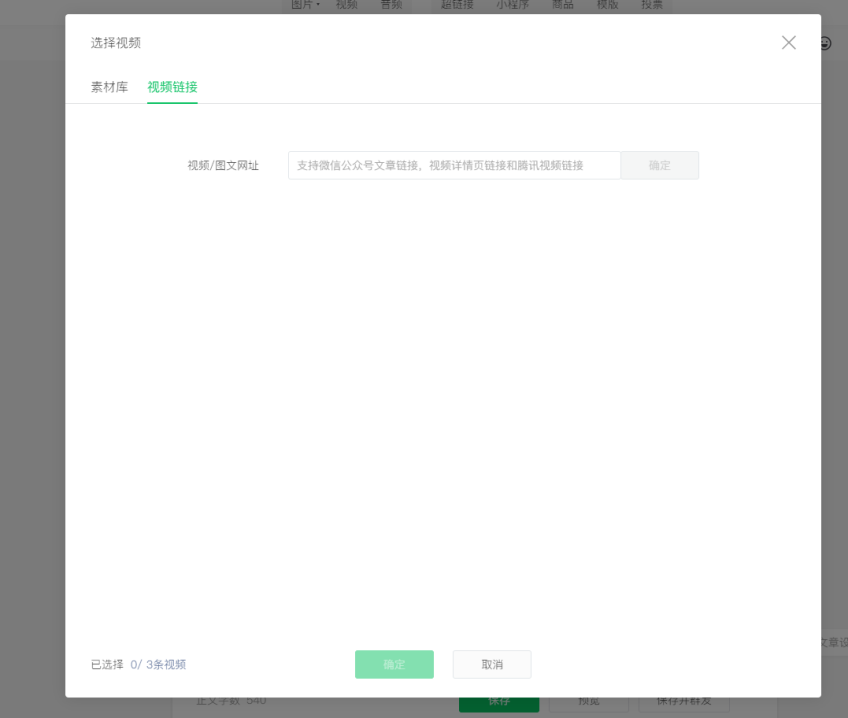 图片 视频 音频 超链接 小程序 商品 模版 投票
选择视频
素材库 视频链接
视频/图文网址 支持微信公众号文章链接，视频详情页链接和腾讯视频链接 确定
已选择 0/ 3条视频 确定 取消
文章设
正文字数 540 保存 预览 保存并群发